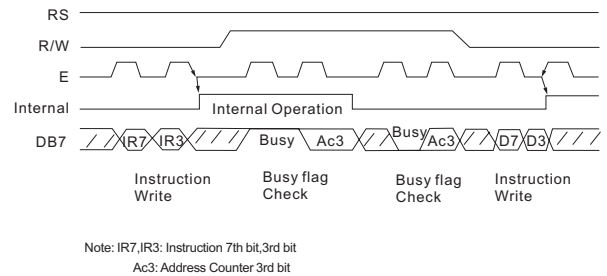 RS
R/W
E
Internal Internal Operation
DB7 IR7 IR3 Busy Ac3 Busy Ac3 D7 D3
Instruction Write
Busy flag Check
Busy flag Check
Instruction Write
Note: IR7,IR3: Instruction 7th bit,3rd bit
Ac3: Address Counter 3rd bit